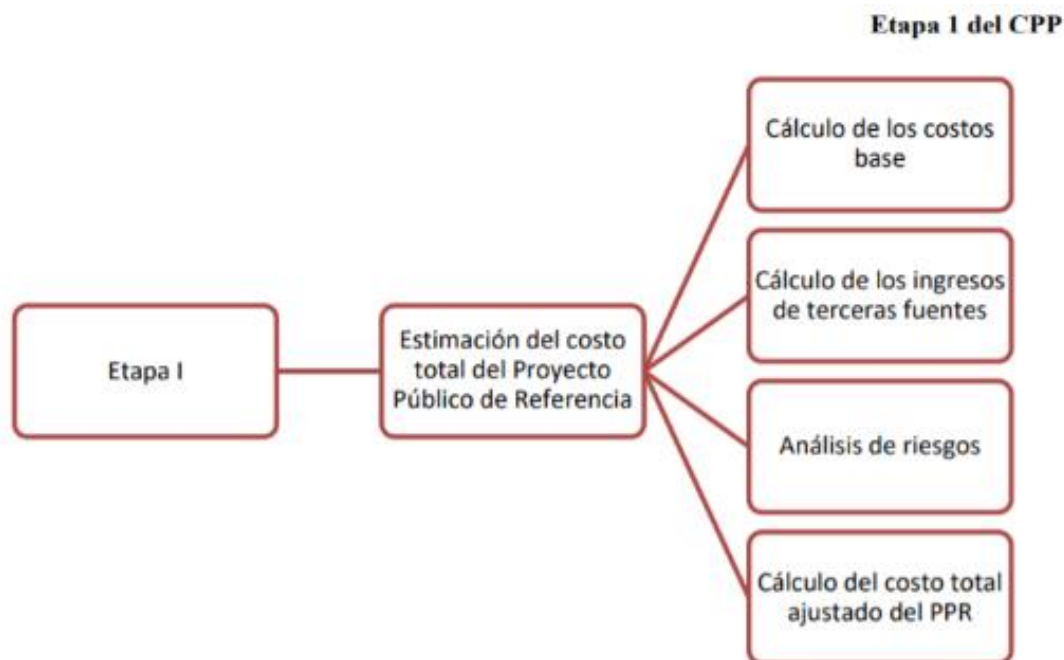 Etapa 1 del CPP
Etapa I
Estimación del costo
total del Proyecto
Público de Referencia
Cálculo de los costos
base
Cálculo de los ingresos
de terceras fuentes
Análisis de riesgos
Cálculo del costo total
ajustado del PPR